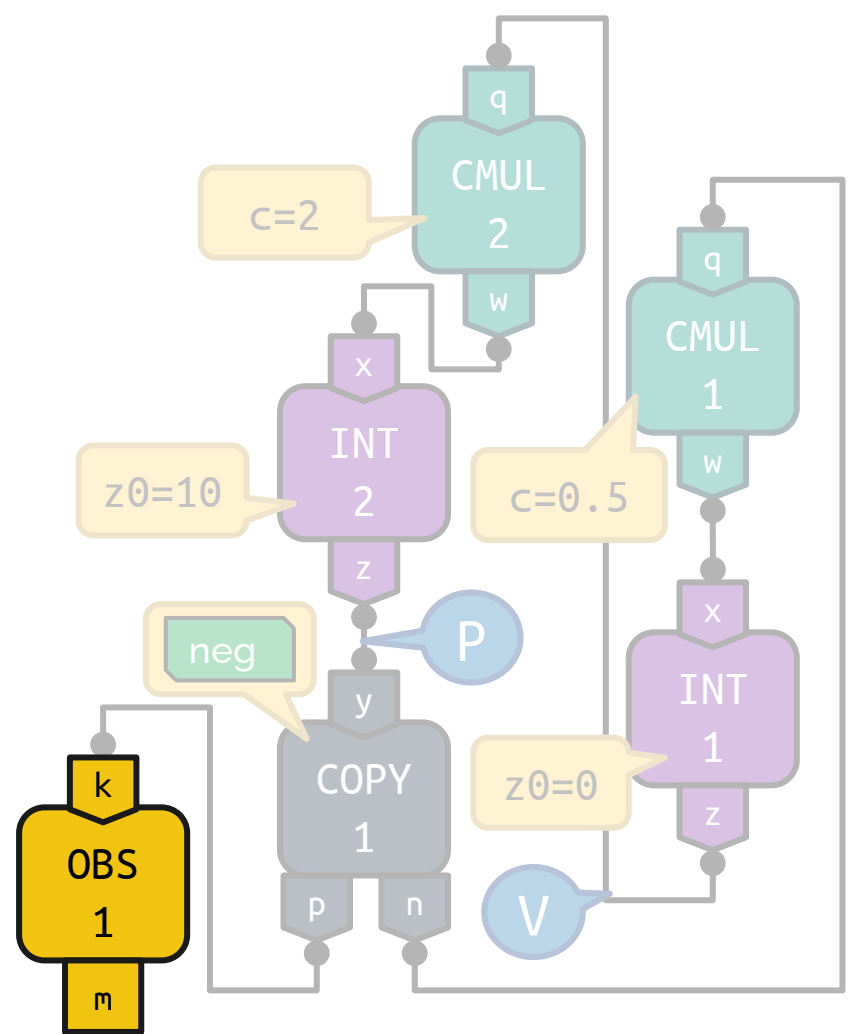 q
CMUL
2
c=2
w
q
CMUL
1
c=0.5
w
x
INT
2
z0=10
z
P
neg
y
COPY
1
p
n
x
INT
1
z0=0
z
V
k
OBS
1
m